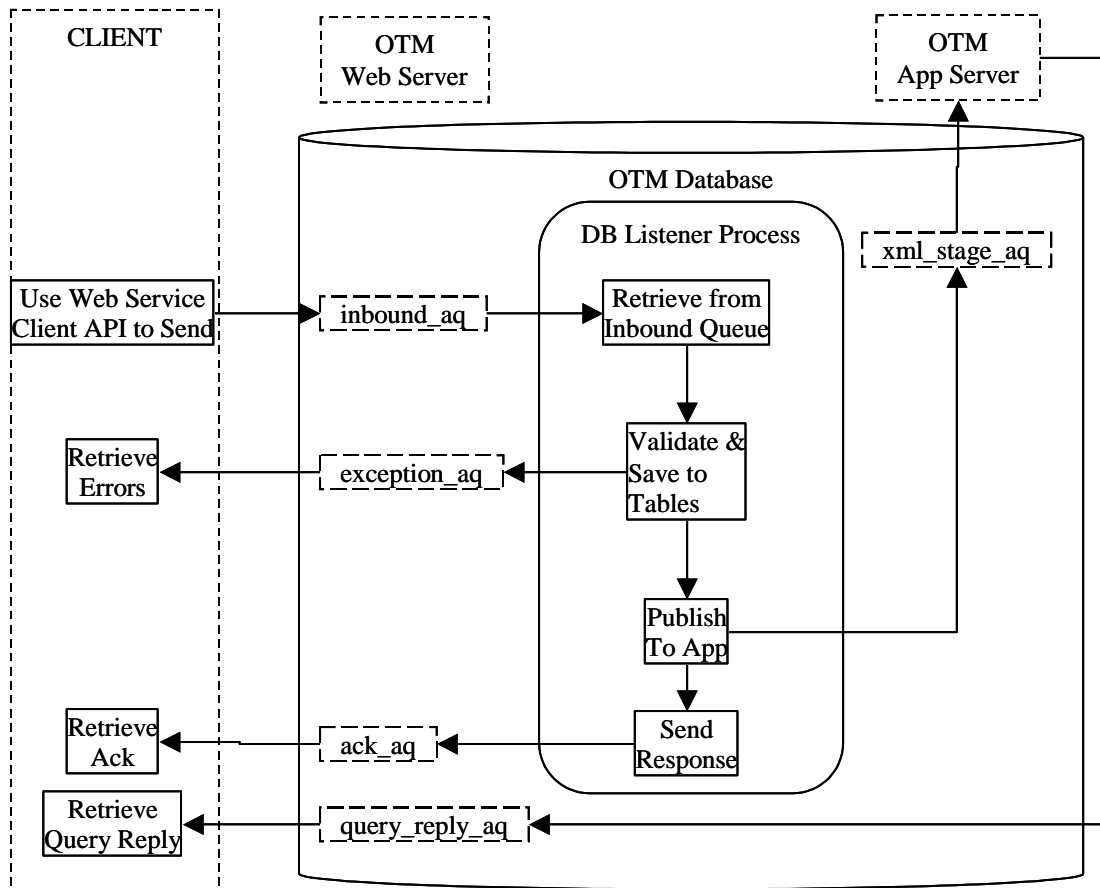 CLIENT
OTM
Web Server
OTM
App Server
OTM Database
DB Listener Process
xml_stage_aq
Use Web Service
Client API to Send
inbound_aq
Retrieve from
Inbound Queue
Retrieve
Errors
exception_aq
Validate &
Save to
Tables
Publish
To App
Retrieve
Ack
ack_aq
Send
Response
Retrieve
Query Reply
query_reply_aq